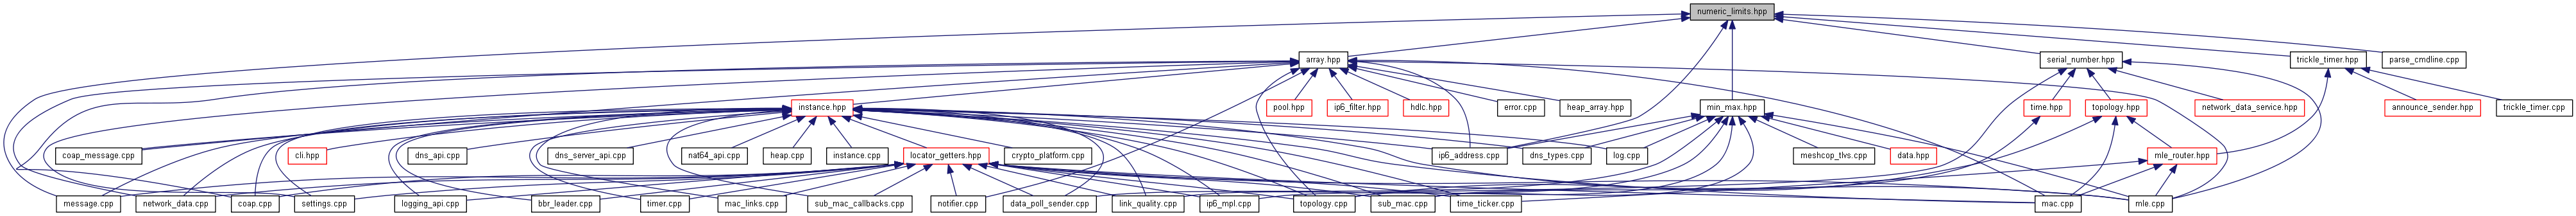 numeric_limits.hpp
array.hpp
serial_number.hpp
trickle_timer.hpp
parse_cmdline.cpp
instance.hpp
pool.hpp
ip6_filter.hpp
hdlc.hpp
error.cpp
heap_array.hpp
min_max.hpp
time.hpp
topology.hpp
network_data_service.hpp
announce_sender.hpp
trickle_timer.cpp
coap_message.cpp
cli.hpp
dns_api.cpp
dns_server_api.cpp
nat64_api.cpp
heap.cpp
instance.cpp
locator_getters.hpp
crypto_platform.cpp
ip6_address.cpp
dns_types.cpp
log.cpp
meshcop_tlvs.cpp
data.hpp
mle_router.hpp
message.cpp
network_data.cpp
coap.cpp
settings.cpp
logging_api.cpp
bbr_leader.cpp
timer.cpp
mac_links.cpp
sub_mac_callbacks.cpp
notifier.cpp
data_poll_sender.cpp
link_quality.cpp
ip6_mpl.cpp
topology.cpp
sub_mac.cpp
time_ticker.cpp
mac.cpp
mle.cpp